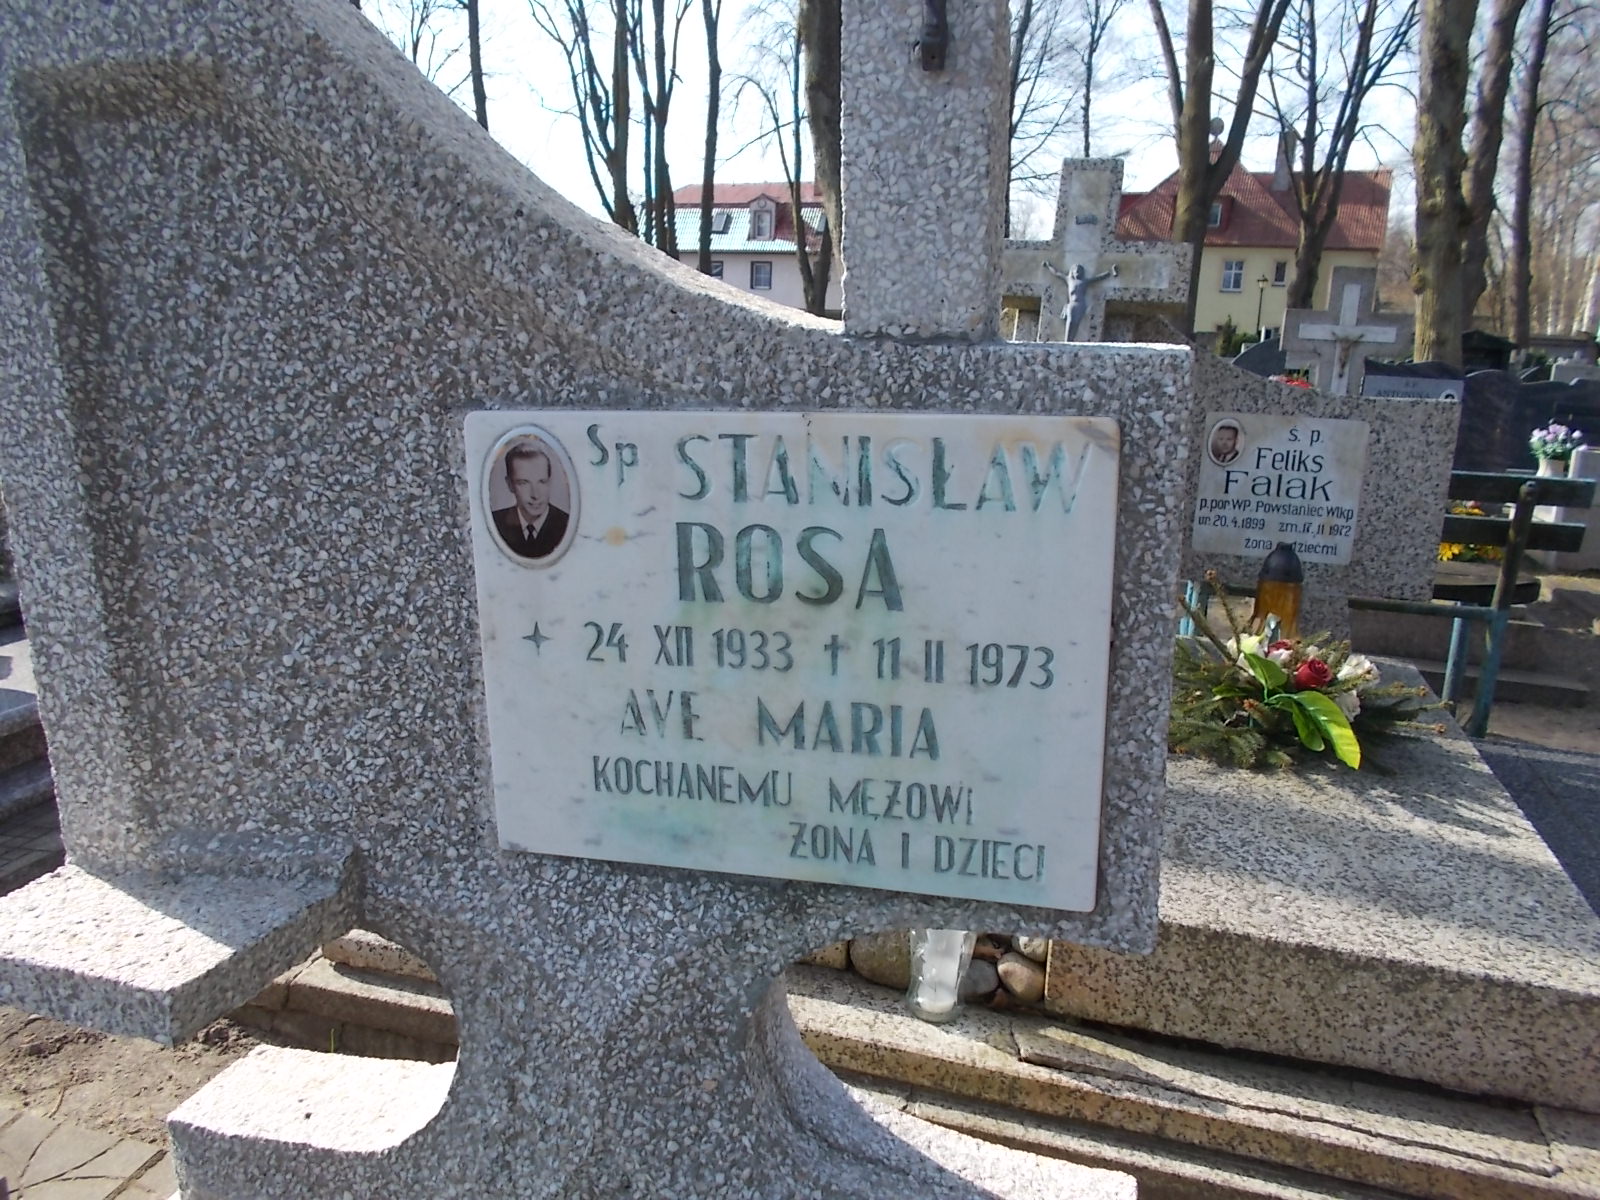 Sp STANISŁAW
ROSA
24 XII 1933 † 11 II 1973
AVE MARIA
KOCHANEMU MĘŻOWI
ŻONA I DZIECI
Ś. p.
Feliks
Falak
p.por. WP. Powstaniec Wlkp
ur. 20. 4. 1899 zm. 17. 11 1972
żona dziećmi